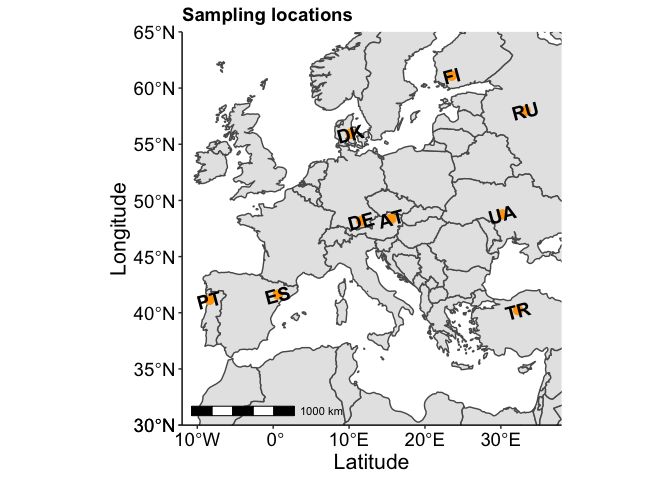 Sampling locations
65°N
60°N
55°N
50°N
45°N
40°N
35°N
30°N
Longitude
FI
RU
DK
DE
AT
UA
PT
ES
TR
1000 km
10°W
0°
10°E
20°E
30°E
Latitude